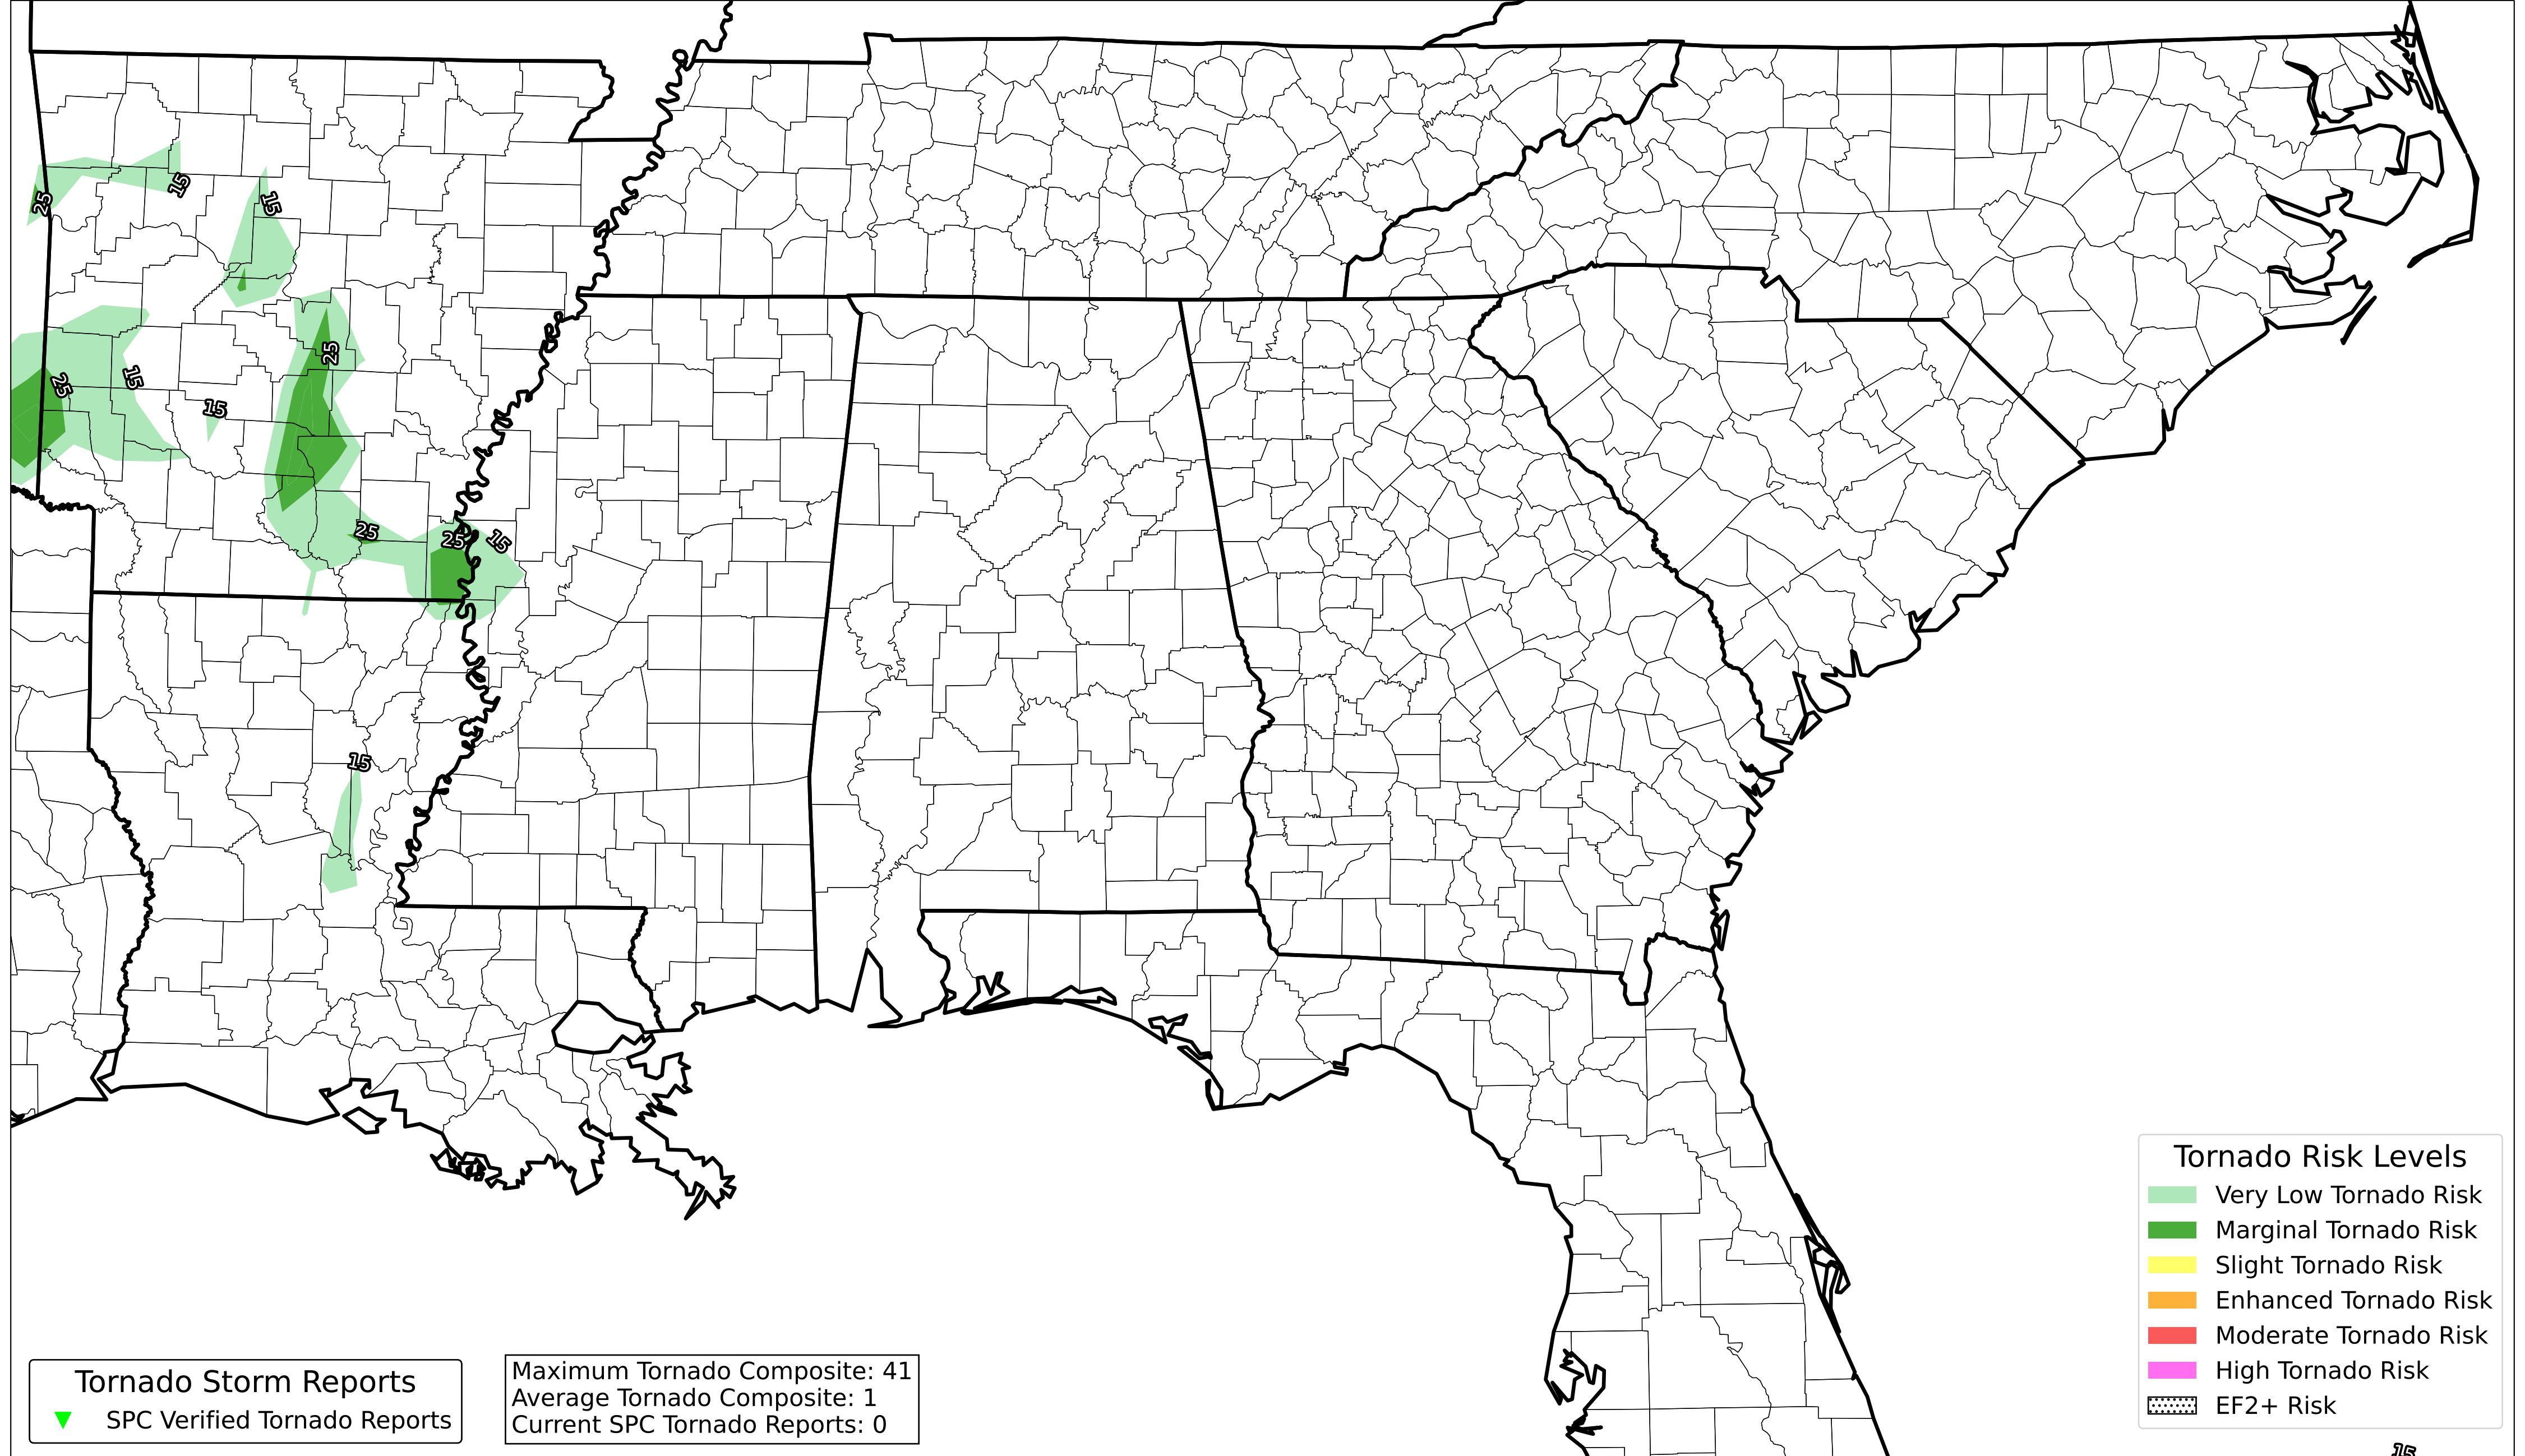 15
25
15
25
25
15
15
25
25
15
15
Tornado Risk Levels
Very Low Tornado Risk
Marginal Tornado Risk
Slight Tornado Risk
Enhanced Tornado Risk
Moderate Tornado Risk
High Tornado Risk
EF2+ Risk
Tornado Storm Reports
SPC Verified Tornado Reports
Maximum Tornado Composite: 41
Average Tornado Composite: 1
Current SPC Tornado Reports: 0
15